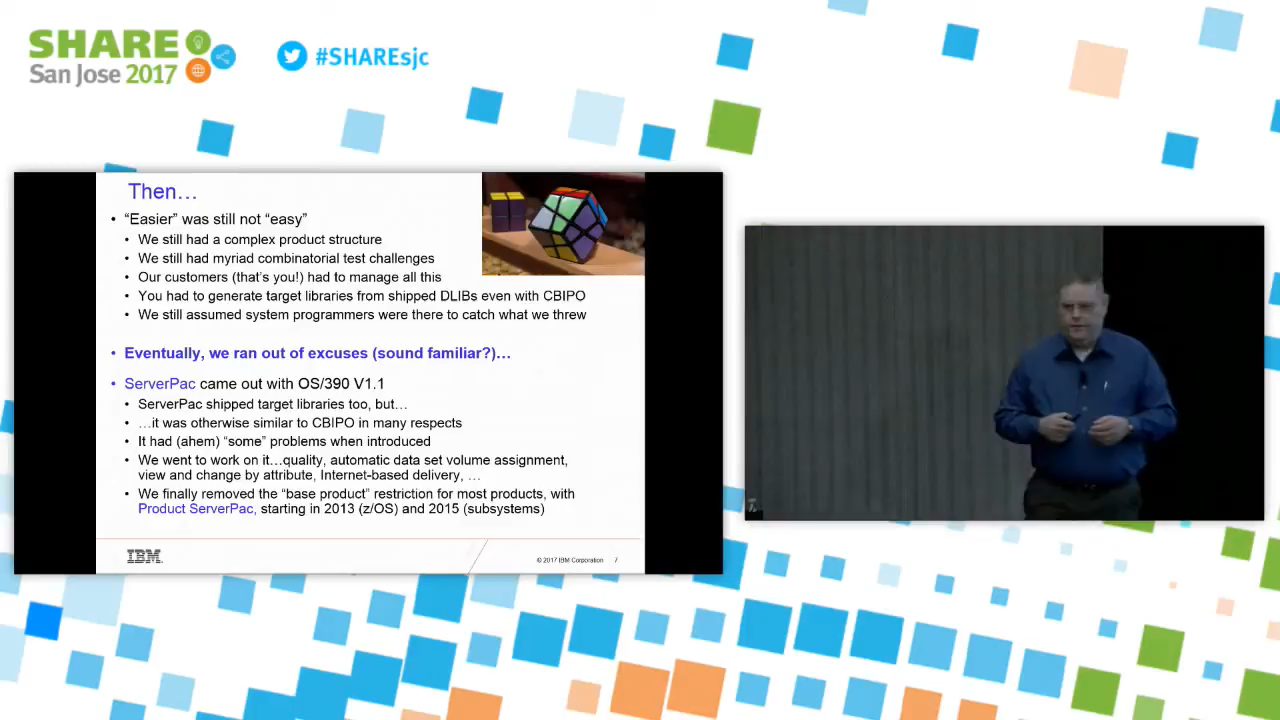 SHARE
San Jose 2017
#SHAREsjc
Then…
• “Easier” was still not “easy”
• We still had a complex product structure
• We still had myriad combinatorial test challenges
• Our customers (that’s you!) had to manage all this
• You had to generate target libraries from shipped DLIBs even with CBIPO
• We still assumed system programmers were there to catch what we threw
• Eventually, we ran out of excuses (sound familiar?)…
• ServerPac came out with OS/390 V1.1
• ServerPac shipped target libraries too, but…
• …it was otherwise similar to CBIPO in many respects
• It had (ahem) “some” problems when introduced
• We went to work on it…quality, automatic data set volume assignment,
view and change by attribute, Internet-based delivery, …
• We finally removed the “base product” restriction for most products, with
Product ServerPac, starting in 2013 (z/OS) and 2015 (subsystems)
IBM
© 2017 IBM Corporation 7